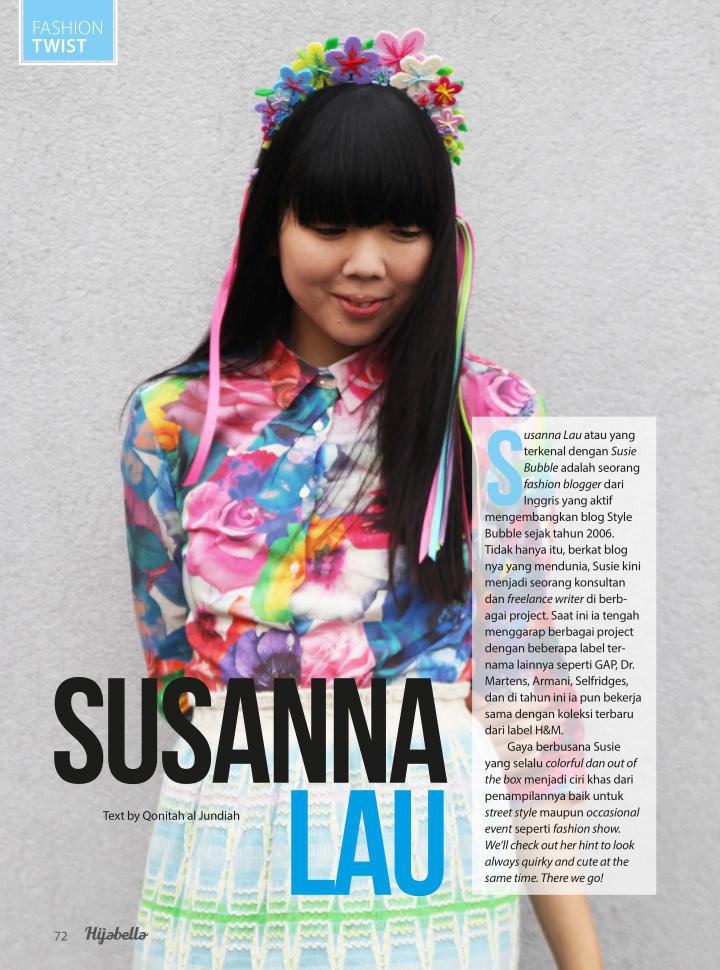 FASHION
TWIST
SUSANNA
LAU
Text by Qonitah al Jundiah
Susanna Lau atau yang
terkenal dengan Susie
Bubble adalah seorang
fashion blogger dari
Inggris yang aktif
mengembangkan blog Style
Bubble sejak tahun 2006.
Tidak hanya itu, berkat blog
nya yang mendunia, Susie kini
menjadi seorang konsultan
dan freelance writer di berb-
agai project. Saat ini ia tengah
menggarap berbagai project
dengan beberapa label ter-
nama lainnya seperti GAP, Dr.
Martens, Armani, Selfridges,
dan di tahun ini ia pun bekerja
sama dengan koleksi terbaru
dari label H&M.
Gaya berbusana Susie
yang selalu colorful dan out of
the box menjadi ciri khas dari
penampilannya baik untuk
street style maupun occasional
event seperti fashion show.
We'll check out her hint to look
always quirky and cute at the
same time. There we go!
72 Hijabella